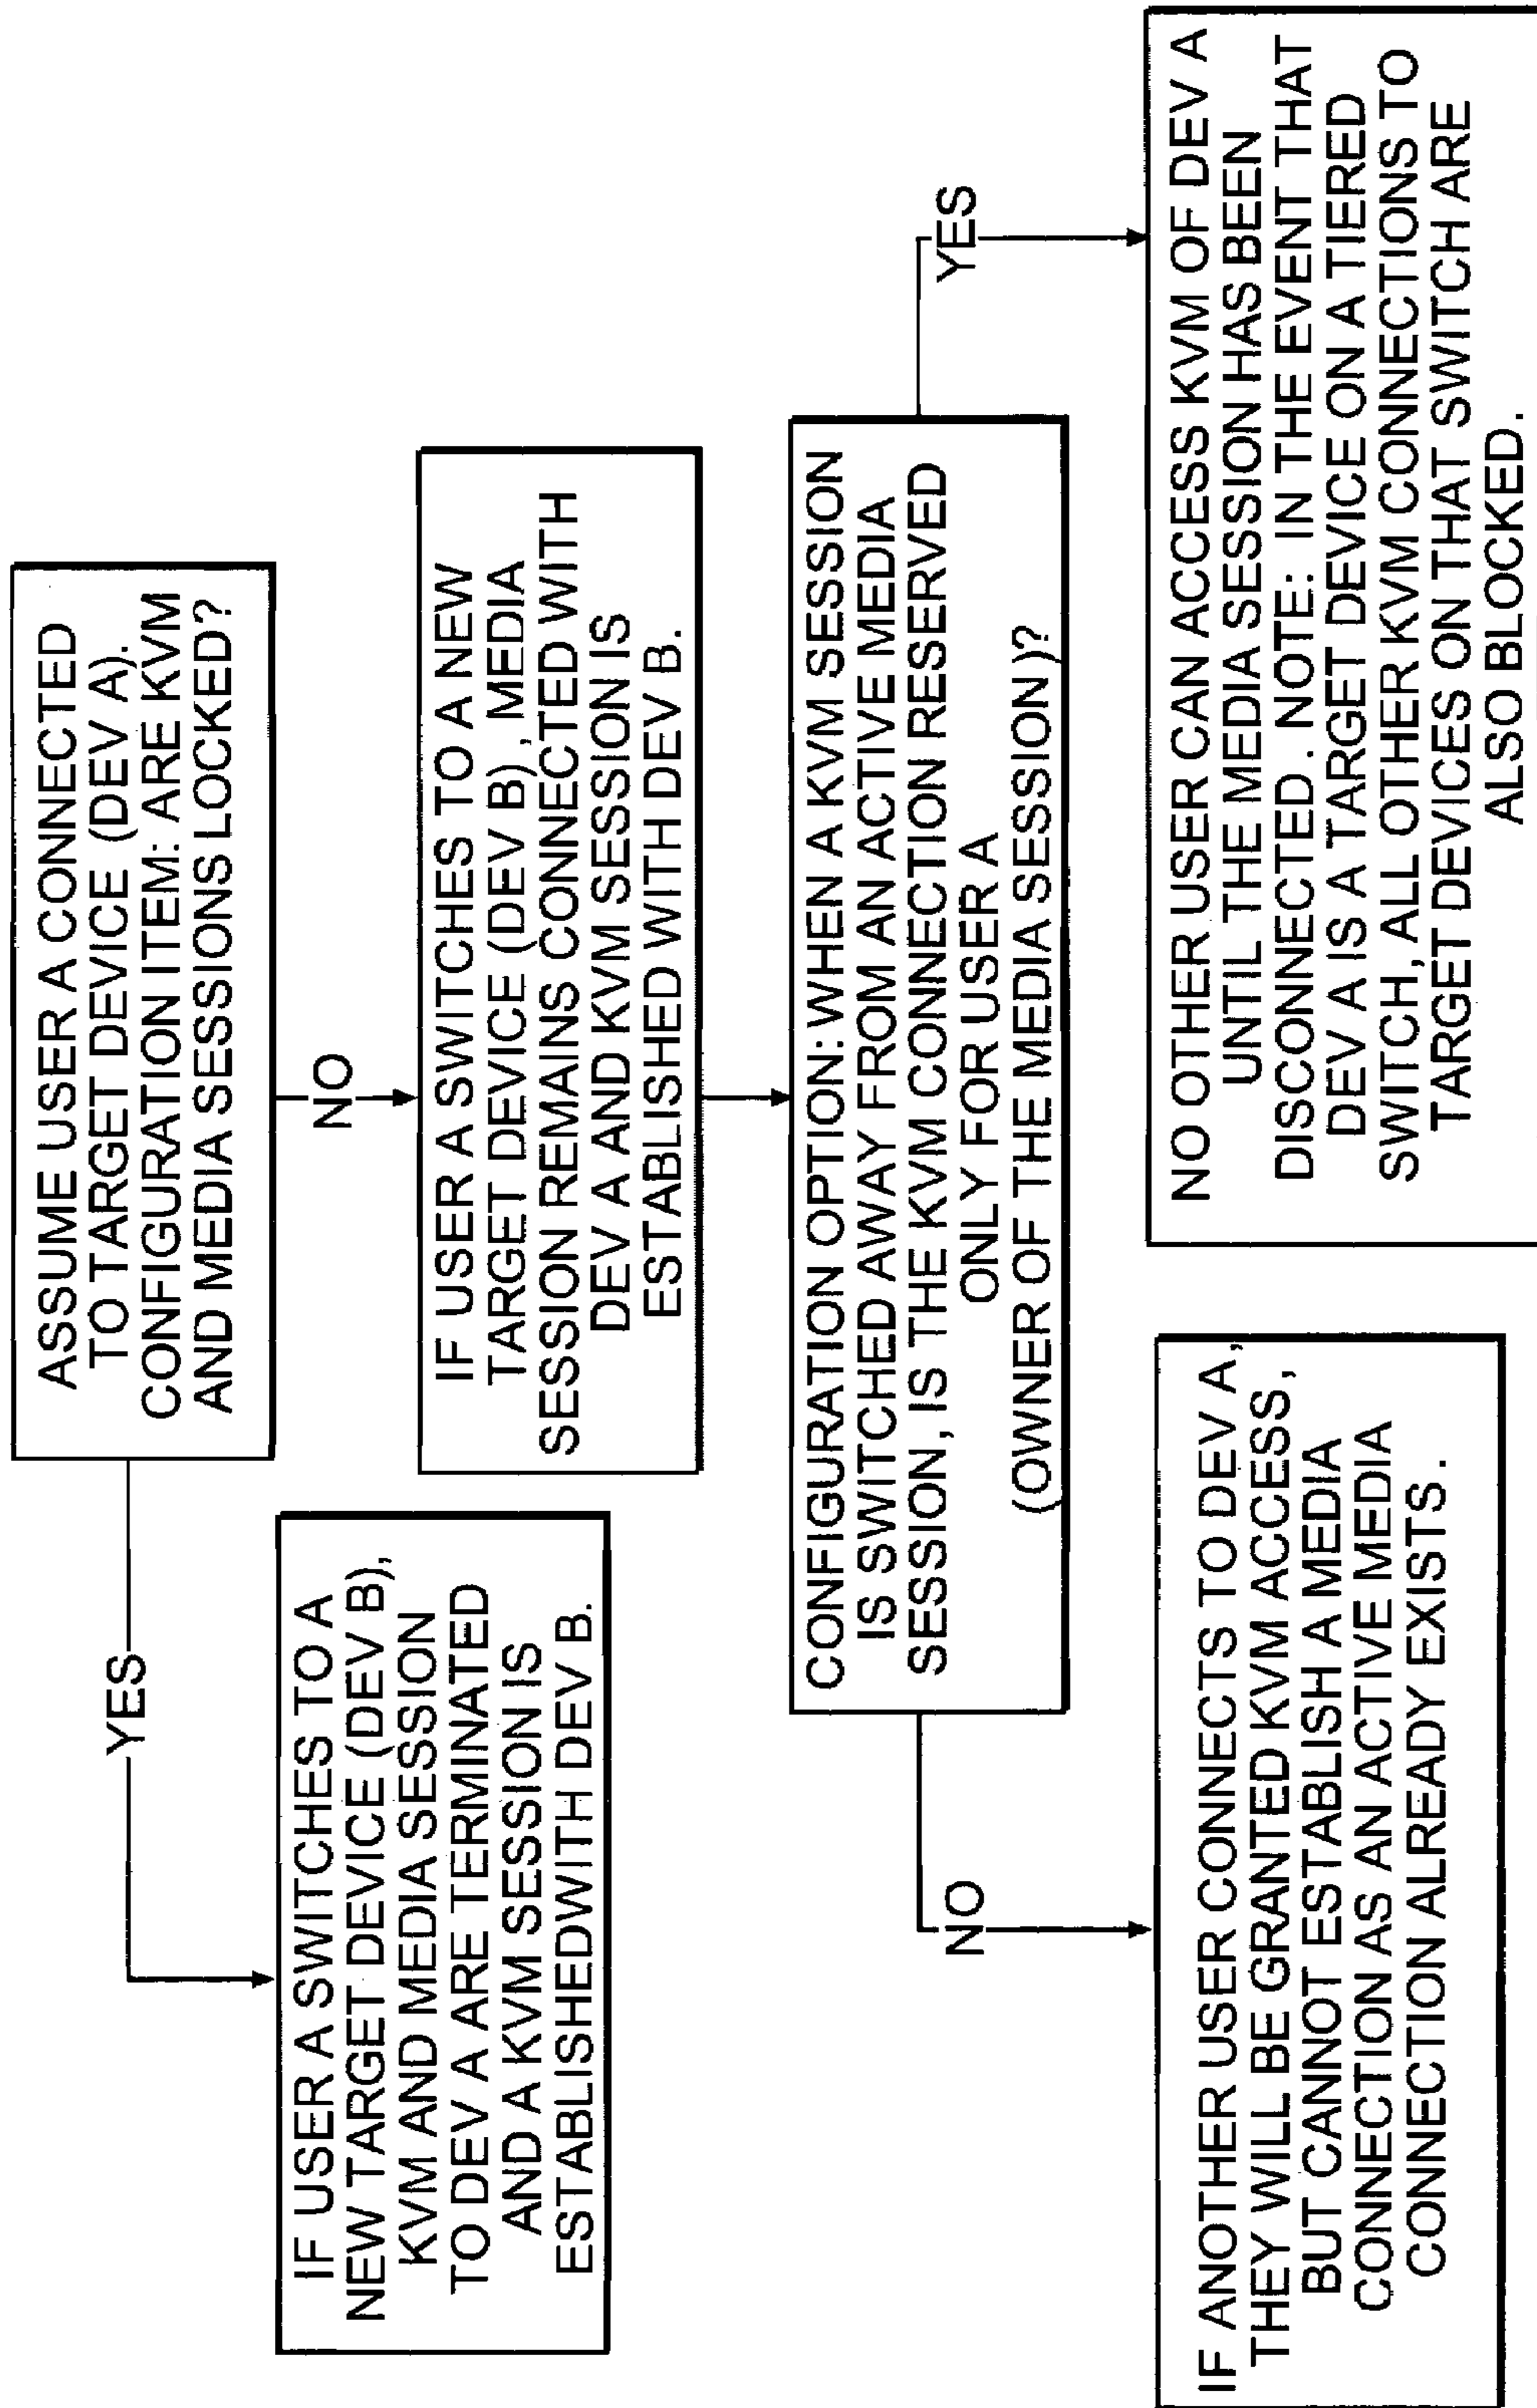 ASSUME USER A CONNECTED
TO TARGET DEVICE (DEV A).
CONFIGURATION ITEM: ARE KVM
AND MEDIA SESSIONS LOCKED?
YES
NO
IF USER A SWITCHES TO A
NEW TARGET DEVICE (DEV B),
KVM AND MEDIA SESSION
TO DEV A ARE TERMINATED
AND A KVM SESSION IS
ESTABLISHEDWITH DEV B.
IF USER A SWITCHES TO A NEW
TARGET DEVICE (DEV B), MEDIA
SESSION REMAINS CONNECTED WITH
DEV A AND KVM SESSION IS
ESTABLISHED WITH DEV B.
CONFIGURATION OPTION: WHEN A KVM SESSION
IS SWITCHED AWAY FROM AN ACTIVE MEDIA
SESSION, IS THE KVM CONNECTION RESERVED
ONLY FOR USER A
(OWNER OF THE MEDIA SESSION)?
NO
YES
IF ANOTHER USER CONNECTS TO DEV A,
THEY WILL BE GRANTED KVM ACCESS,
BUT CANNOT ESTABLISH A MEDIA
CONNECTION AS AN ACTIVE MEDIA
CONNECTION ALREADY EXISTS.
NO OTHER USER CAN ACCESS KVM OF DEV A
UNTIL THE MEDIA SESSION HAS BEEN
DISCONNECTED. NOTE: IN THE EVENT THAT
DEV A IS A TARGET DEVICE ON A TIERED
SWITCH, ALL OTHER KVM CONNECTIONS TO
TARGET DEVICES ON THAT SWITCH ARE
ALSO BLOCKED.